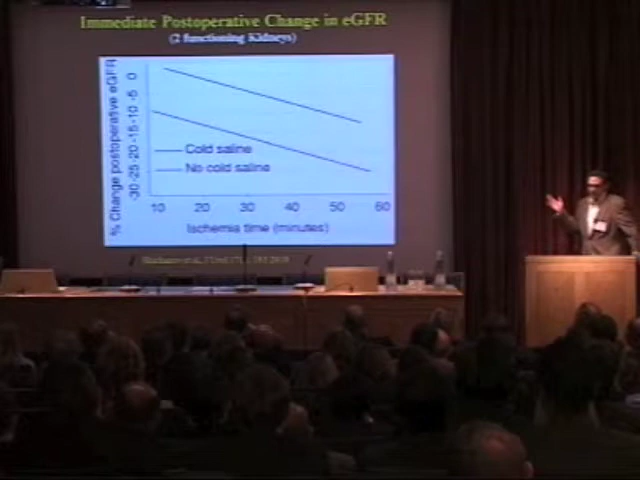 Immediate Postoperative Change in eGFR
(2 functioning Kidneys)
% Change postoperative eGFR
0
-5
-10
-15
-20
-25
-30
Cold saline
No cold saline
10 20 30 40 50 60
Ischemia time (minutes)